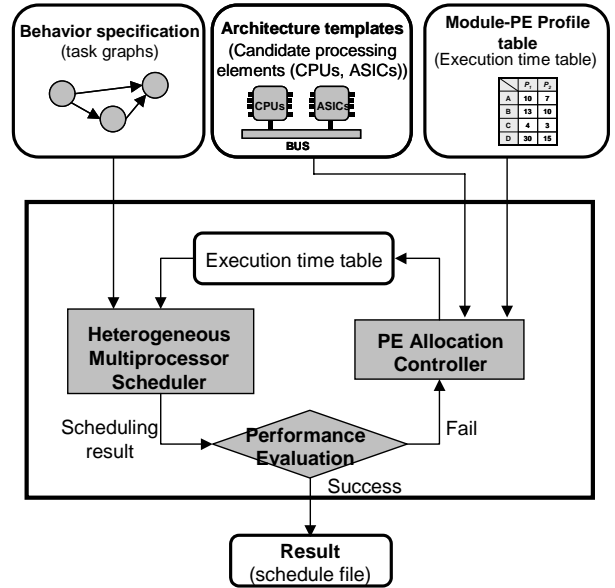 Behavior specification
(task graphs)
Architecture templates
(Candidate processing
elements (CPUs, ASICs))
CPUs
ASICs
BUS
Module-PE Profile
table
(Execution time table)
P1 P2
A 10 7
B 13 10
C 4 3
D 30 15
Execution time table
Heterogeneous
Multiprocessor
Scheduler
PE Allocation
Controller
Scheduling
result
Performance
Evaluation
Fail
Success
Result
(schedule file)